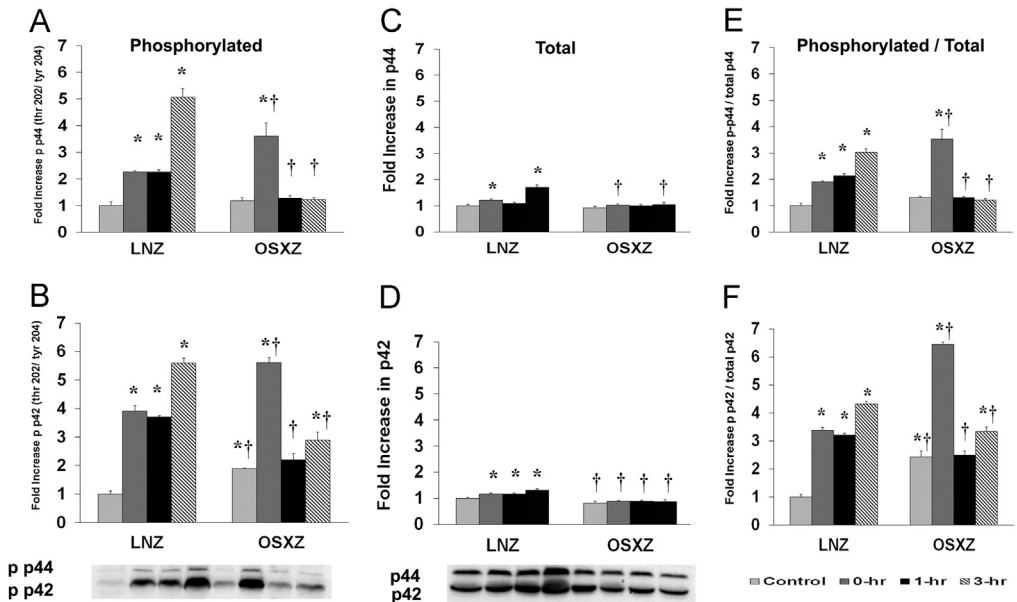 A
Phosphorylated
Fold Increase p p44 (thr 202/ tyr 204)
7
6
5
4
3
2
1
0
*
*
*
*†
†
†
LNZ
OSXZ
C
Total
Fold Increase in p44
7
6
5
4
3
2
1
0
*
*
†
†
LNZ
OSXZ
E
Phosphorylated / Total
Fold Increase p-p44 / total p44
7
6
5
4
3
2
1
0
*
*
*
*†
†
†
LNZ
OSXZ
B
Fold Increase p p42 (thr 202/ tyr 204)
7
6
5
4
3
2
1
0
*
*
*
*†
*†
†
*†
LNZ
OSXZ
p p44
p p42
D
Fold Increase in p42
7
6
5
4
3
2
1
0
*
*
*
†
†
†
†
LNZ
OSXZ
p44
p42
F
Fold Increase p p42 / total p42
7
6
5
4
3
2
1
0
*
*
*
*†
*†
†
*†
LNZ
OSXZ
Control 0-hr 1-hr 3-hr